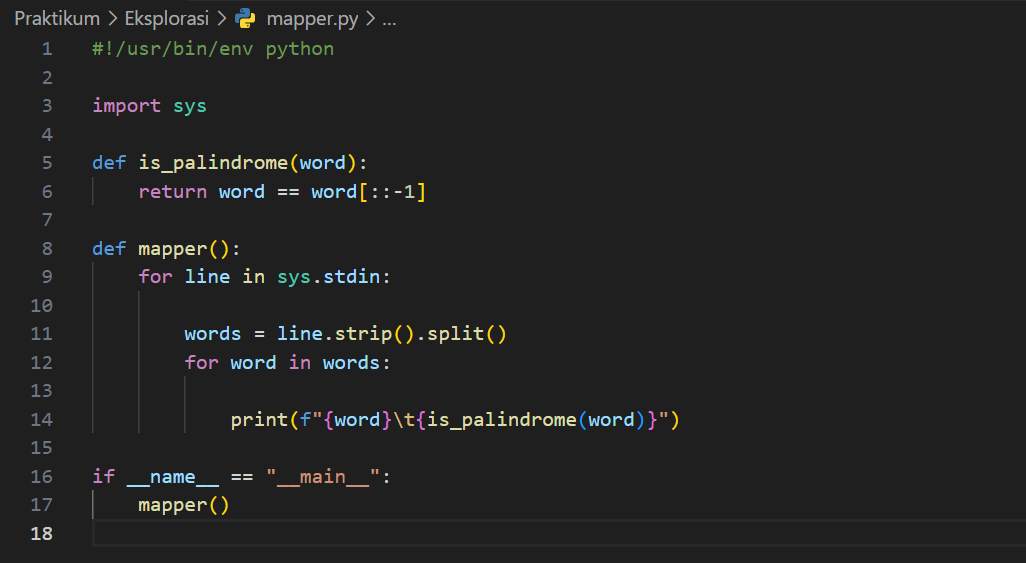 Praktikum > Eksplorasi > mapper.py > ...
1 #!/usr/bin/env python
2
3 import sys
4
5 def is_palindrome(word):
6     return word == word[::-1]
7
8 def mapper():
9     for line in sys.stdin:
10
11         words = line.strip().split()
12         for word in words:
13
14             print(f"{word}\t{is_palindrome(word)}")
15
16 if __name__ == "__main__":
17     mapper()
18